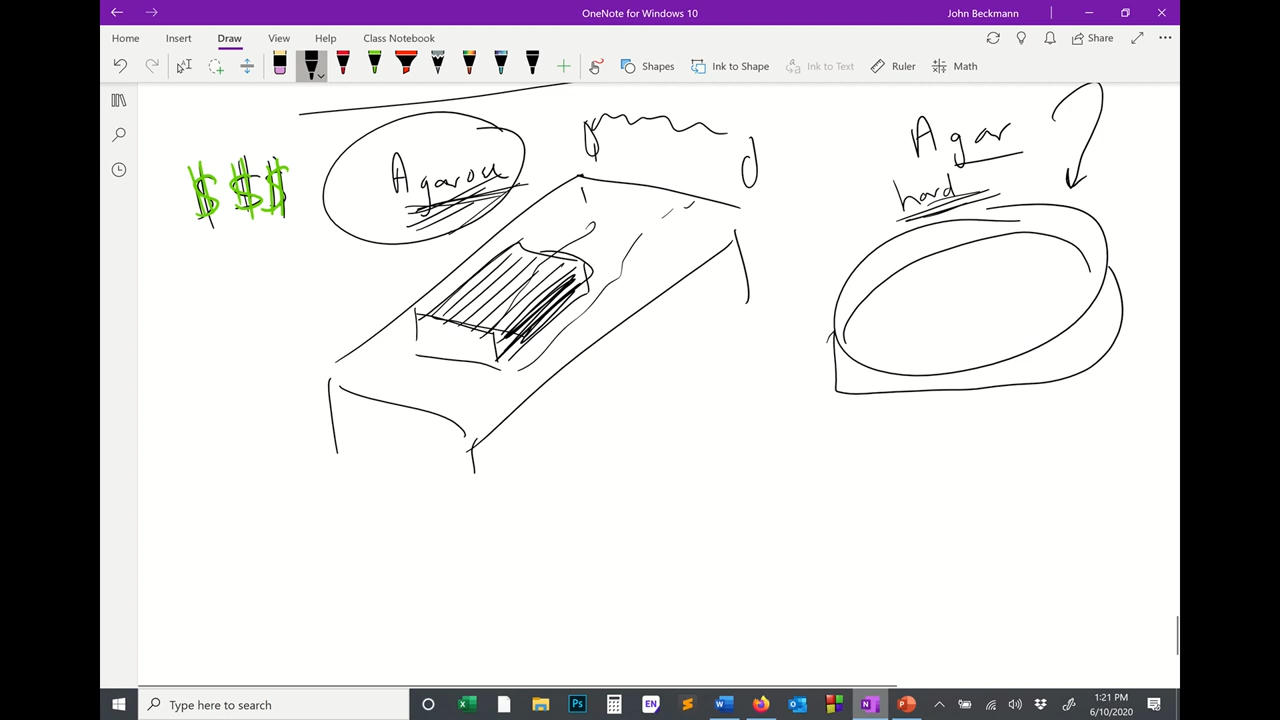 OneNote for Windows 10
John Beckmann
Home Insert Draw View Help Class Notebook
Share
Shapes
Ink to Shape
Ink to Text
Ruler
Math
$ $ $
Agarose
Agar
hard
Type here to search
EN
1:21 PM
6/10/2020